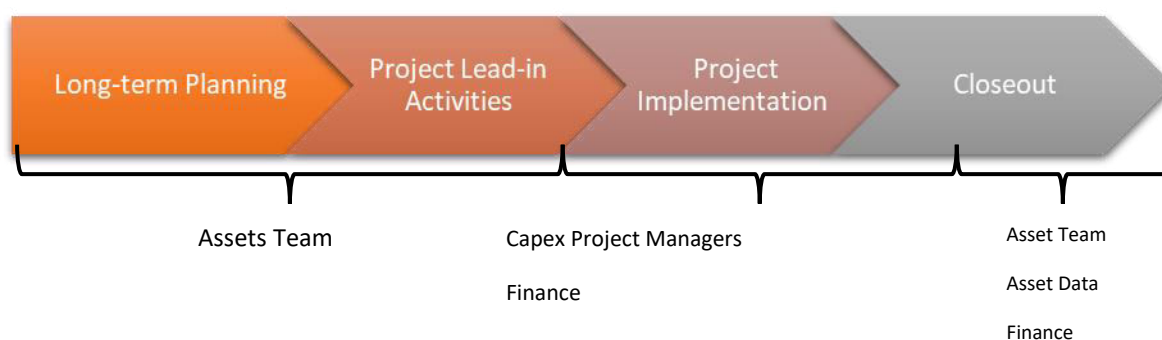 Long-term Planning
Project Lead-in
Activities
Project
Implementation
Closeout
Assets Team
Capex Project Managers
Finance
Asset Team
Asset Data
Finance